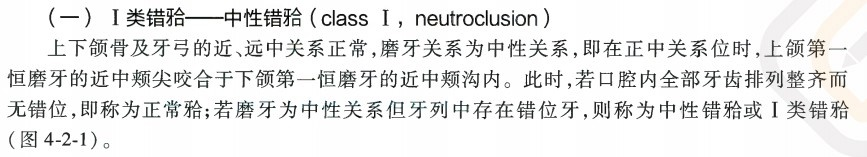 （一）Ⅰ类错𬌗——中性错𬌗（class Ⅰ，neutroclusion）
上下颌骨及牙弓的近、远中关系正常，磨牙关系为中性关系，即在正中关系位时，上颌第一
恒磨牙的近中颊尖咬合于下颌第一恒磨牙的近中颊沟内。此时，若口腔内全部牙齿排列整齐而
无错位，即称为正常𬌗；若磨牙为中性关系但牙列中存在错位牙，则称为中性错𬌗或Ⅰ类错𬌗
（图 4-2-1）。